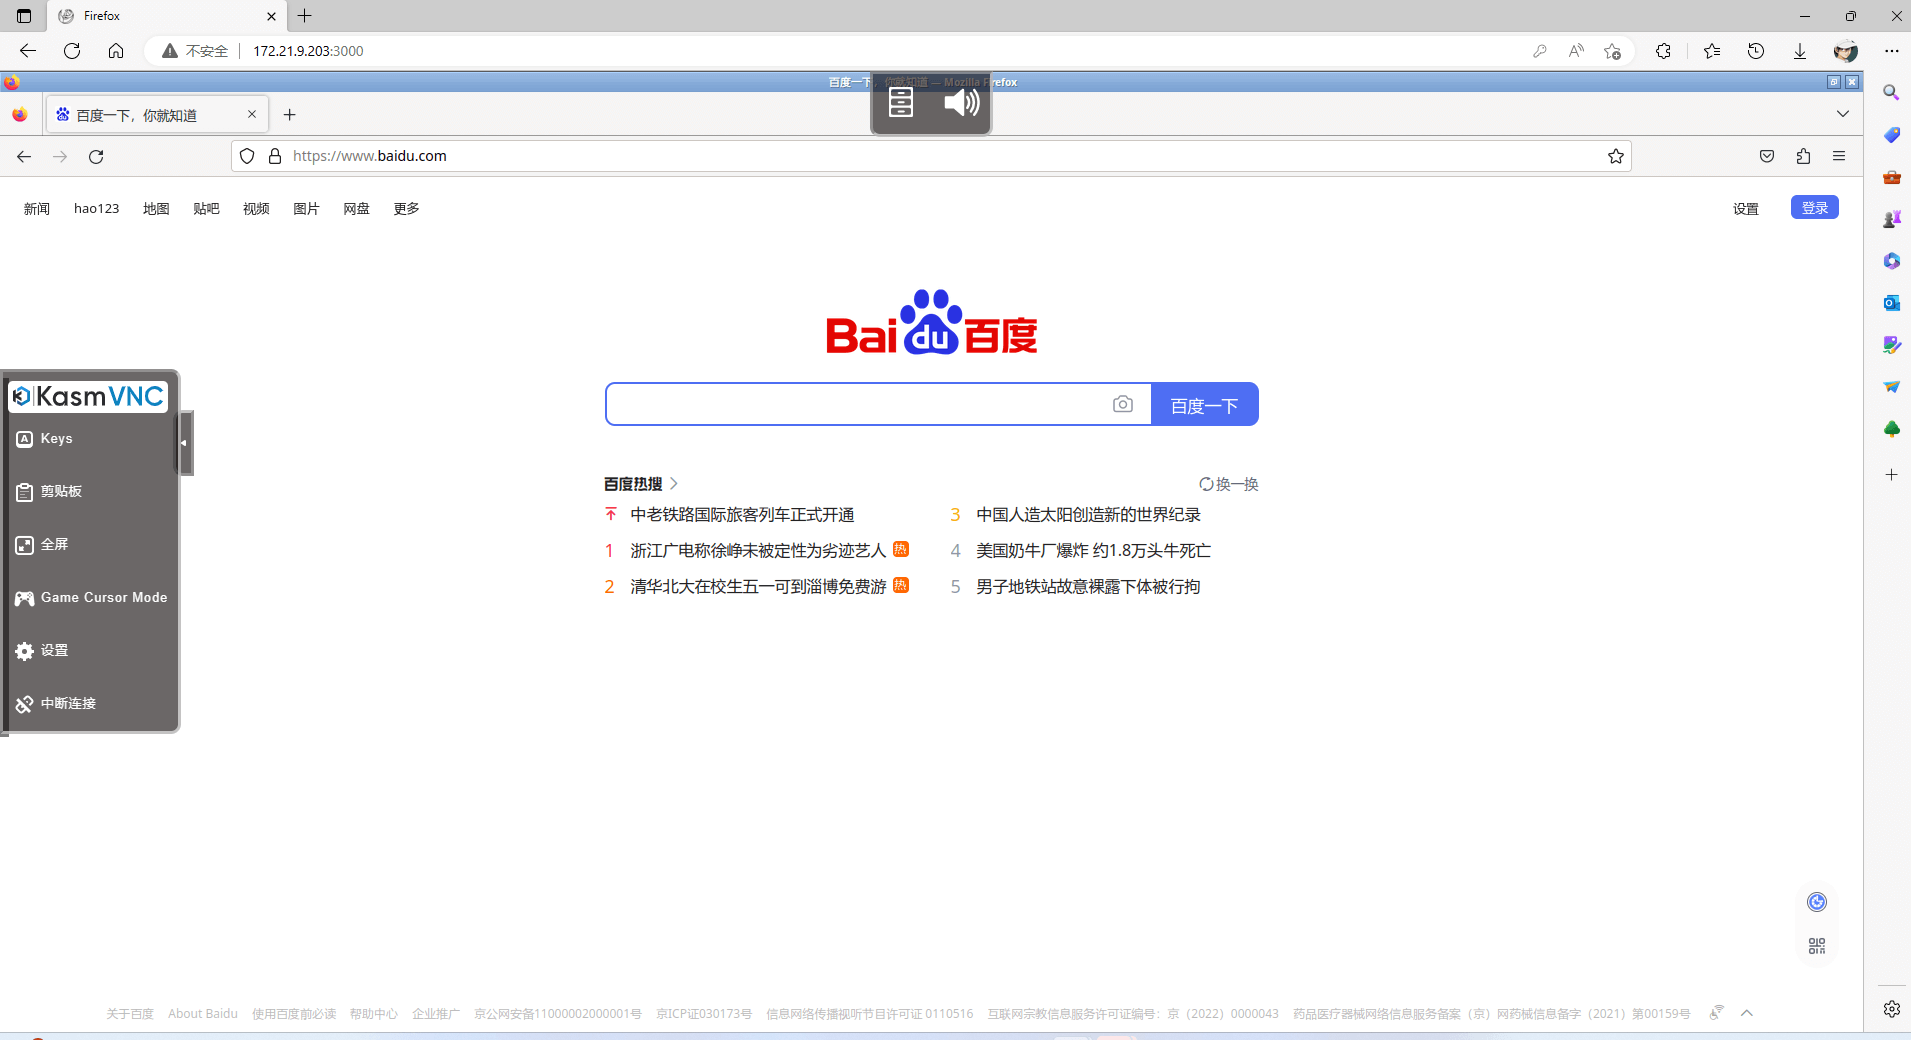 Firefox
不安全 172.21.9.203:3000
百度一下，你就知道 — Mozilla Firefox
百度一下，你就知道
https://www.baidu.com
新闻 hao123 地图 贴吧 视频 图片 网盘 更多 设置 登录
Bai du 百度
百度一下
KasmVNC
Keys
剪贴板
全屏
Game Cursor Mode
设置
中断连接
百度热搜 换一换
中老铁路国际旅客列车正式开通
1 浙江广电称徐峥未被定性为劣迹艺人 热
2 清华北大在校生五一可到淄博免费游 热
3 中国人造太阳创造新的世界纪录
4 美国奶牛厂爆炸 约1.8万头牛死亡
5 男子地铁站故意裸露下体被行拘
关于百度 About Baidu 使用百度前必读 帮助中心 企业推广 京公网安备11000002000001号 京ICP证030173号 信息网络传播视听节目许可证 0110516 互联网宗教信息服务许可证编号：京（2022）0000043 药品医疗器械网络信息服务备案（京）网药械信息备字（2021）第00159号